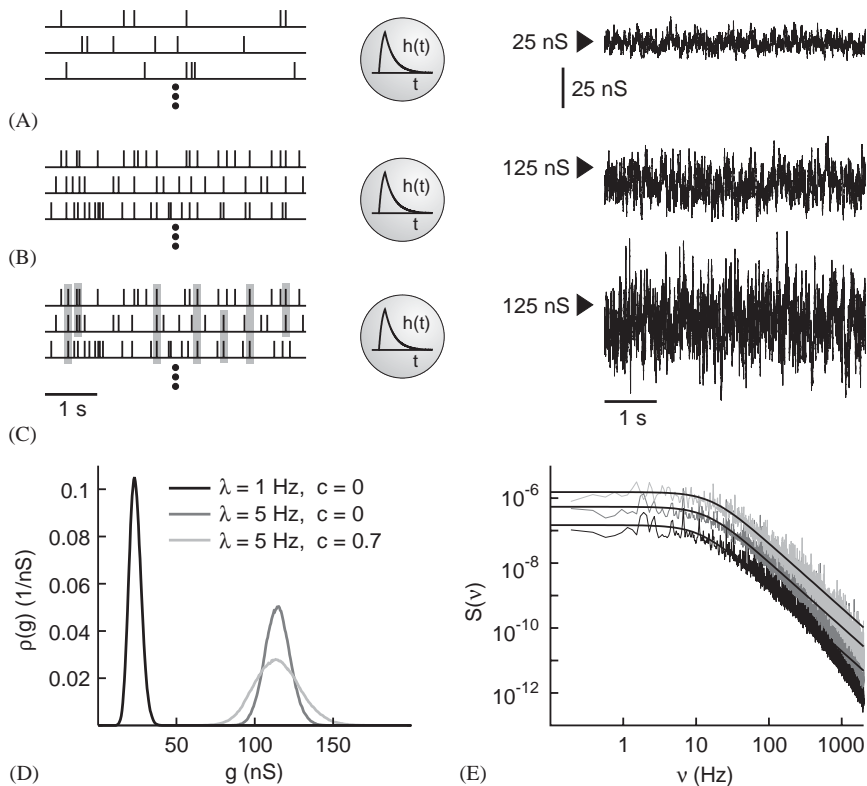 25 nS
h(t)
t
25 nS
(A)
125 nS
h(t)
t
(B)
125 nS
h(t)
t
1 s
1 s
(C)
0.1
λ = 1 Hz, c = 0
λ = 5 Hz, c = 0
λ = 5 Hz, c = 0.7
0.08
0.06
0.04
0.02
ρ(g) (1/nS)
50 100 150
(D)
g (nS)
10⁻⁶
10⁻⁸
10⁻¹⁰
10⁻¹²
S(ν)
1 10 100 1000
(E)
ν (Hz)